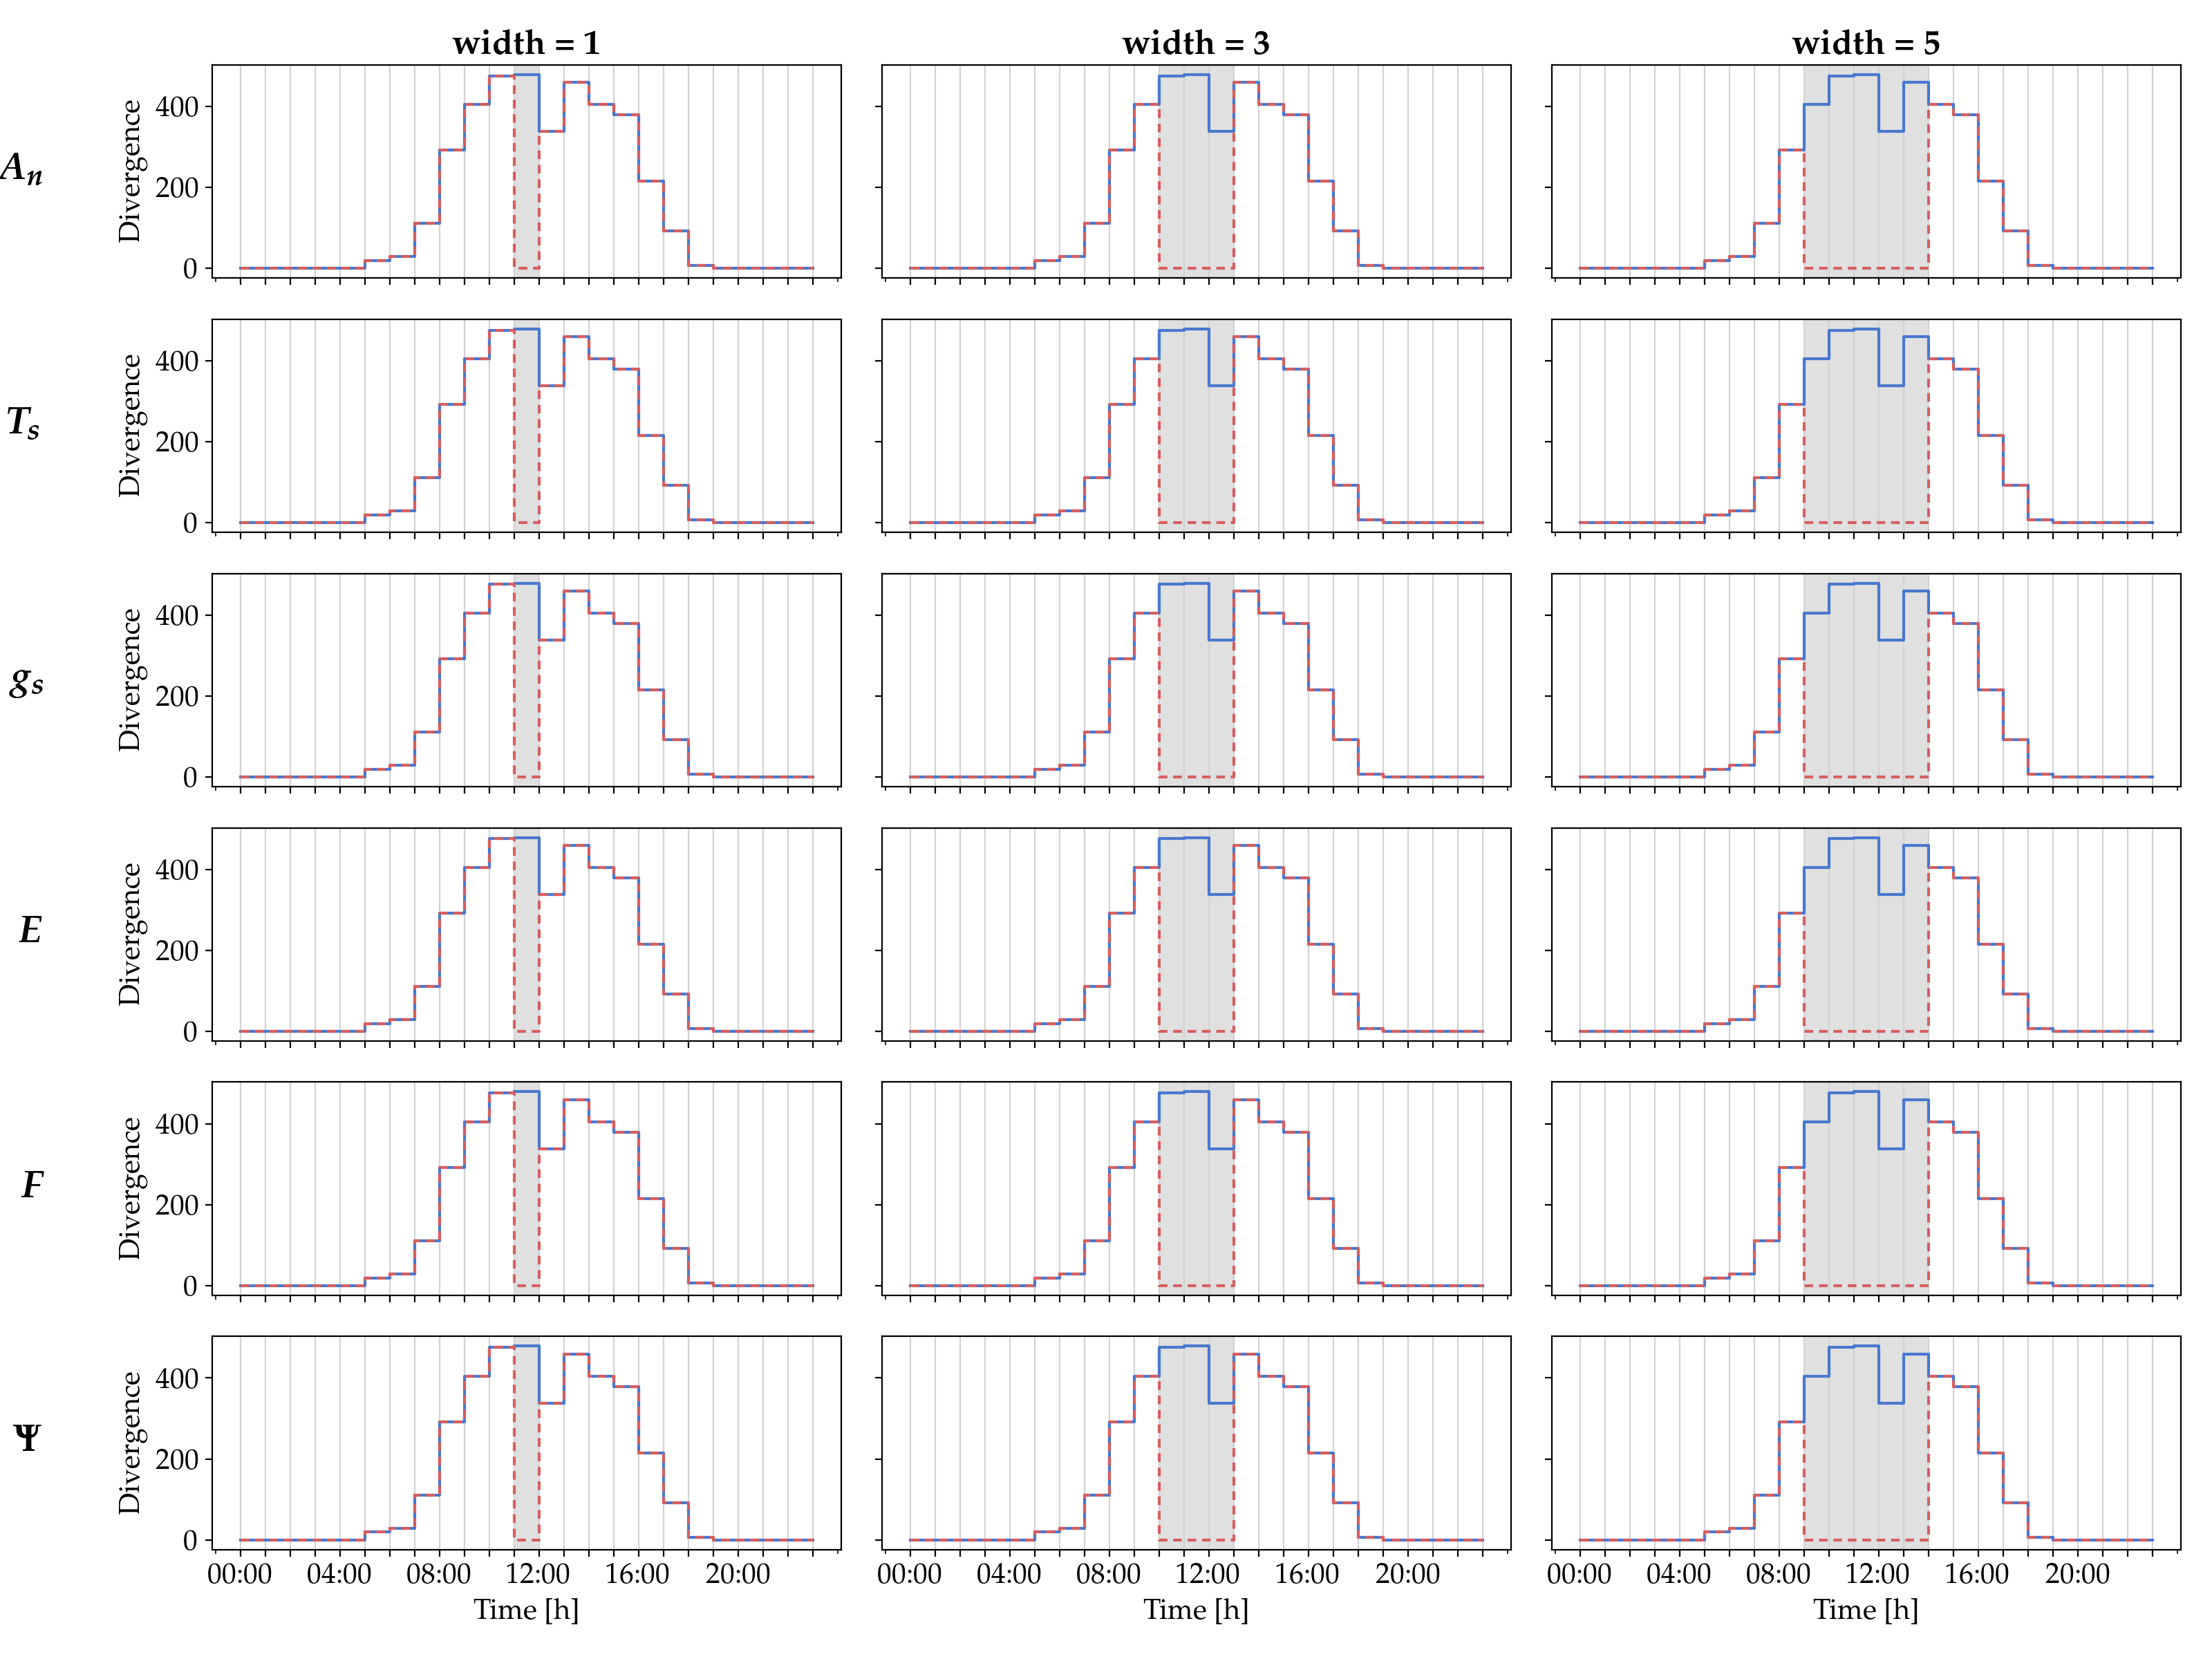 width = 1 width = 3 width = 5
Aₙ Divergence 400 200 0
Tₛ Divergence 400 200 0
gₛ Divergence 400 200 0
E Divergence 400 200 0
F Divergence 400 200 0
Ψ Divergence 400 200 0
00:00 04:00 08:00 12:00 16:00 20:00 00:00 04:00 08:00 12:00 16:00 20:00 00:00 04:00 08:00 12:00 16:00 20:00
Time [h] Time [h] Time [h]